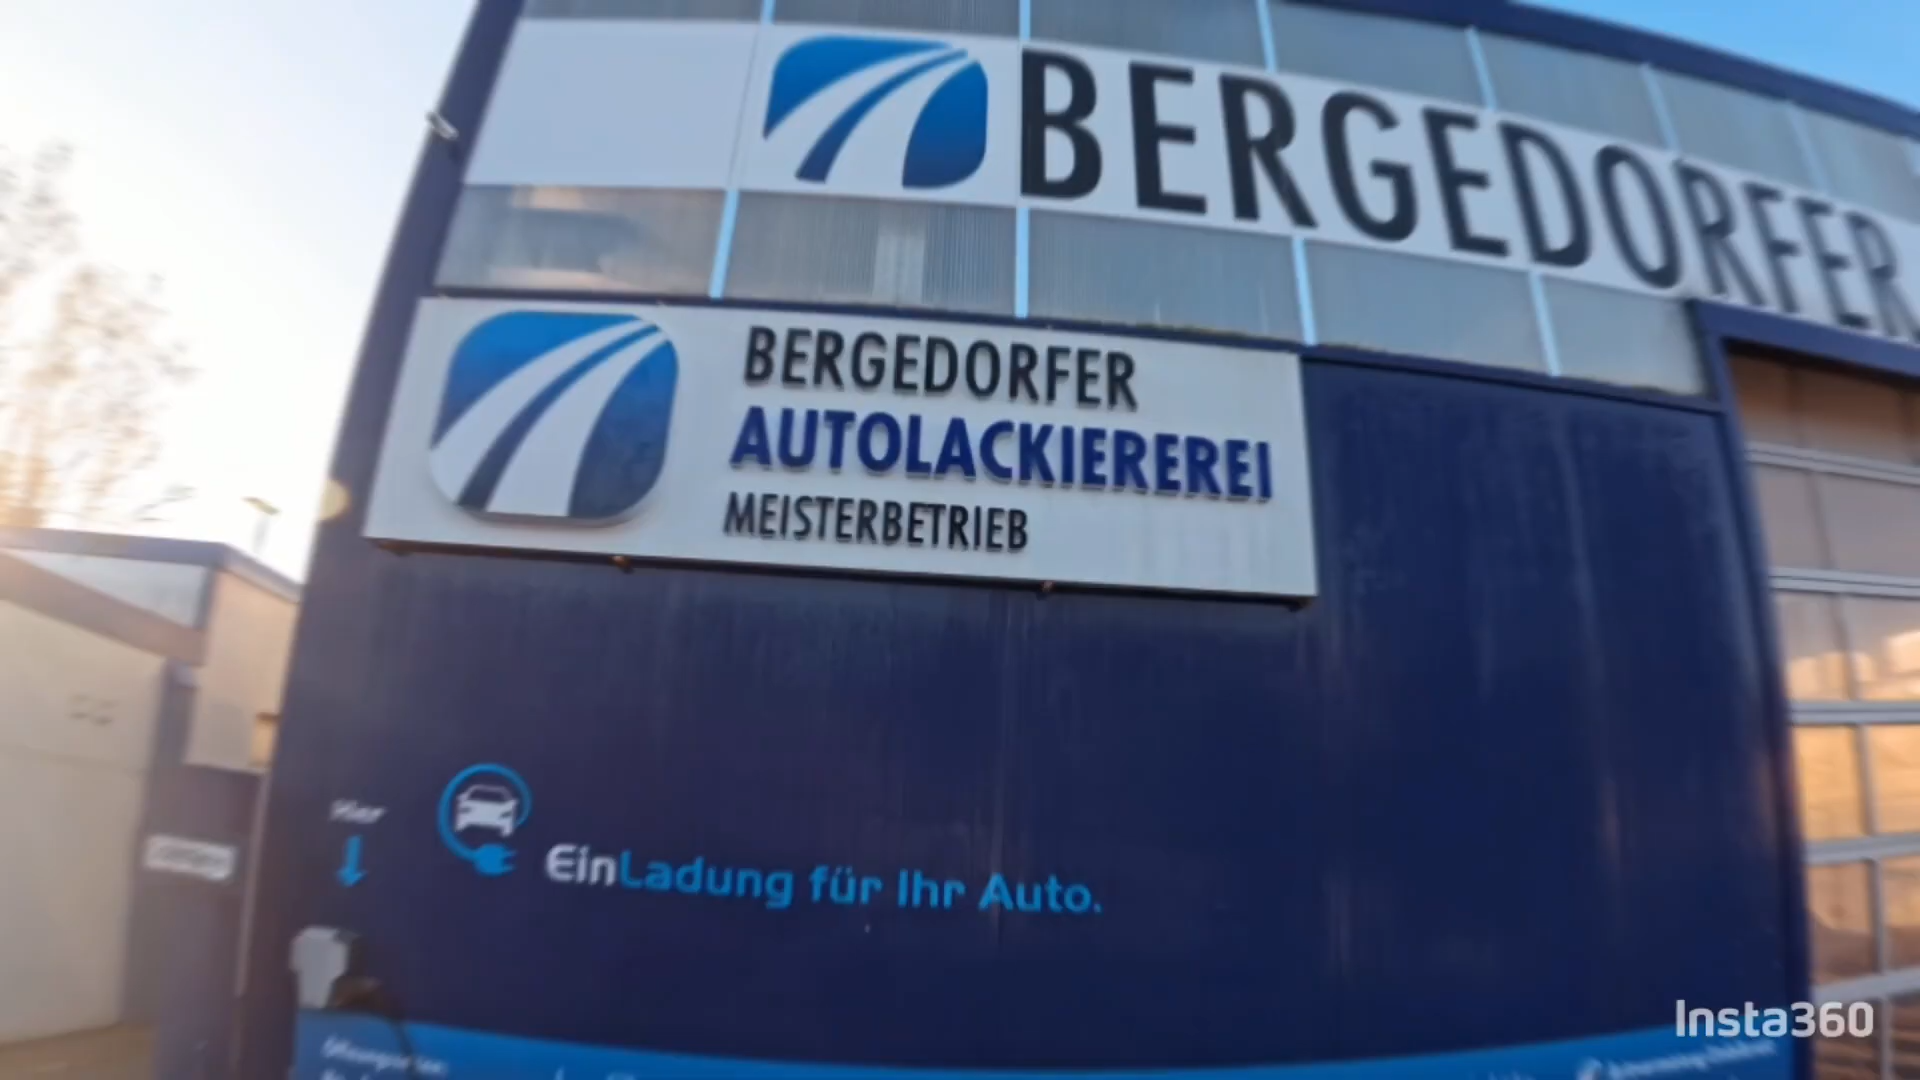 BERGEDORFER
BERGEDORFER
AUTOLACKIEREREI
MEISTERBETRIEB
Hier
EinLadung für Ihr Auto.
Insta360